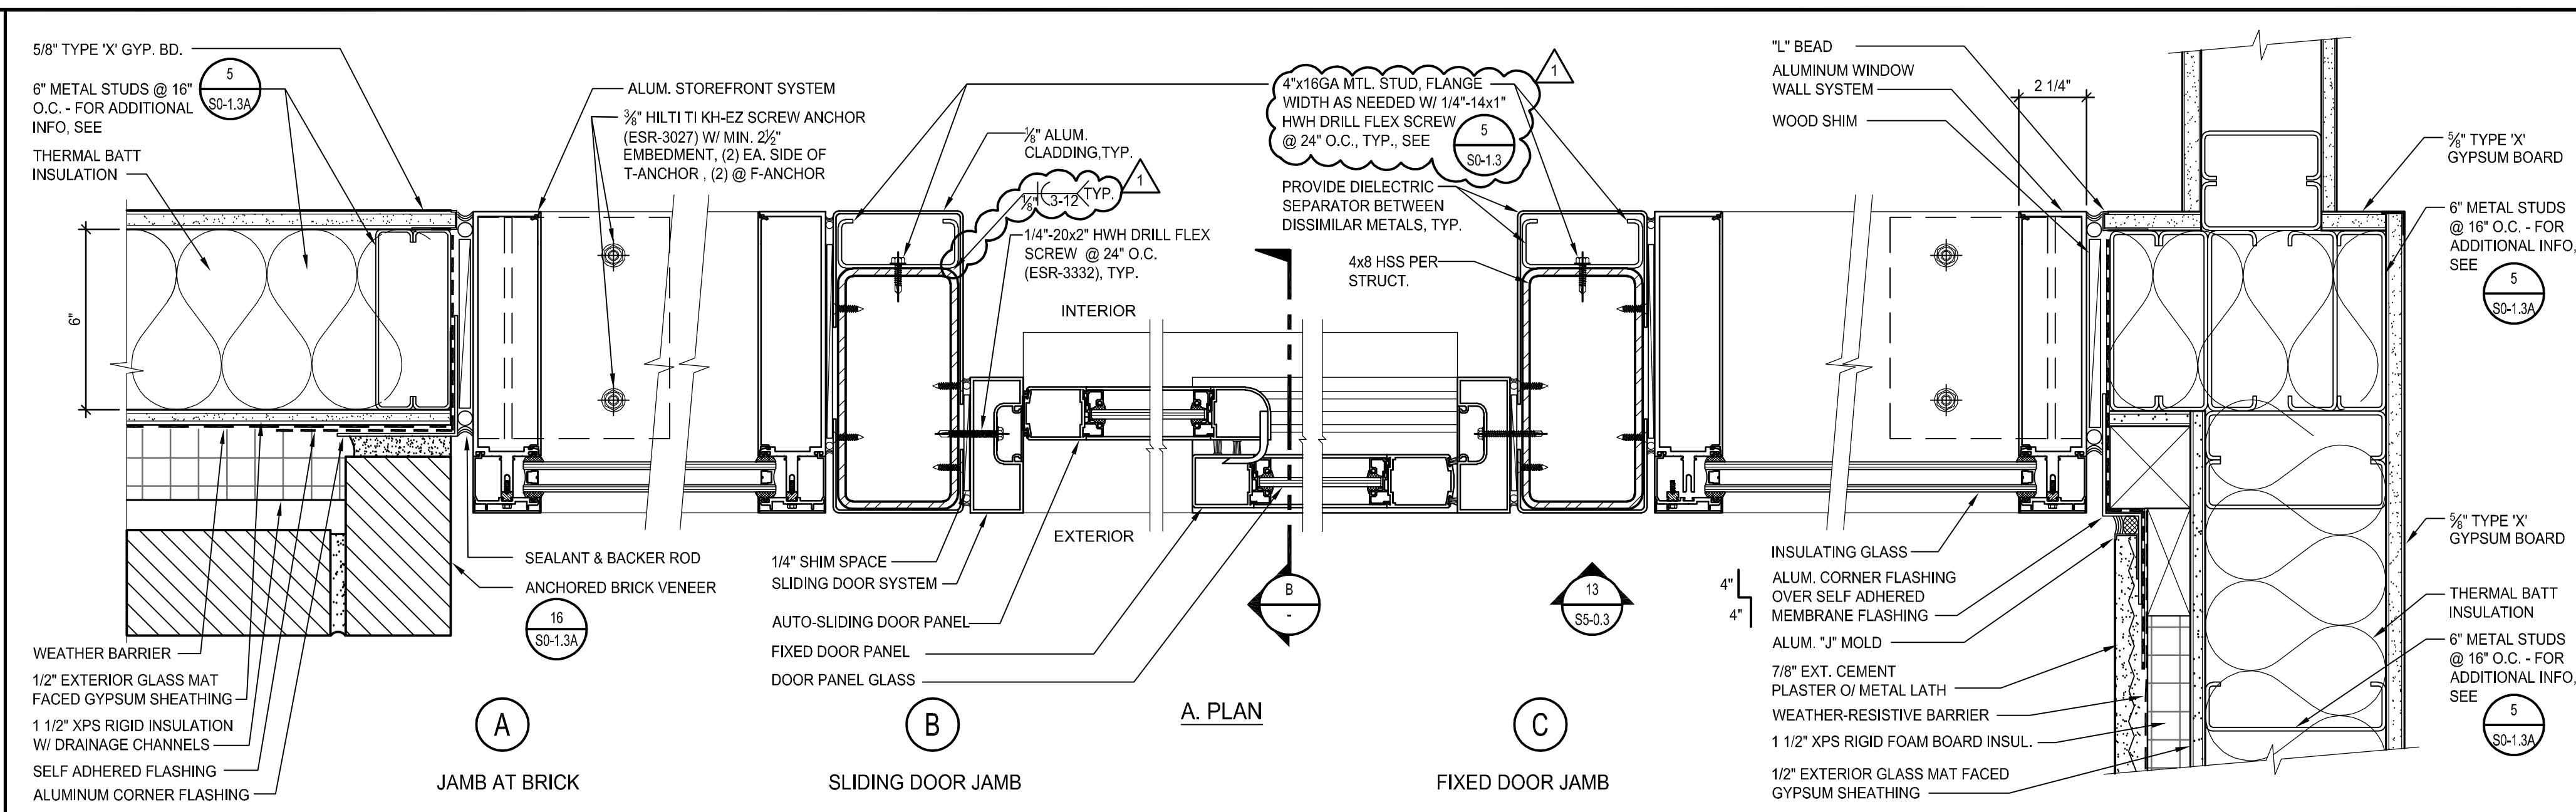 5/8" TYPE 'X' GYP. BD.
5
S0-1.3A
6" METAL STUDS @ 16"
O.C. - FOR ADDITIONAL
INFO, SEE
THERMAL BATT
INSULATION
6"
ALUM. STOREFRONT SYSTEM
⅜" HILTI TI KH-EZ SCREW ANCHOR
(ESR-3027) W/ MIN. 2½"
EMBEDMENT, (2) EA. SIDE OF
T-ANCHOR , (2) @ F-ANCHOR
⅛" ALUM.
CLADDING,TYP.
⅛" 3-12 TYP.
1
1/4"-20x2" HWH DRILL FLEX
SCREW @ 24" O.C.
(ESR-3332), TYP.
INTERIOR
EXTERIOR
4"x16GA MTL. STUD, FLANGE
WIDTH AS NEEDED W/ 1/4"-14x1"
HWH DRILL FLEX SCREW
@ 24" O.C., TYP., SEE
5
S0-1.3
1
PROVIDE DIELECTRIC
SEPARATOR BETWEEN
DISSIMILAR METALS, TYP.
4x8 HSS PER
STRUCT.
"L" BEAD
ALUMINUM WINDOW
WALL SYSTEM
WOOD SHIM
2 1/4"
⅝" TYPE 'X'
GYPSUM BOARD
6" METAL STUDS
@ 16" O.C. - FOR
ADDITIONAL INFO,
SEE
5
S0-1.3A
⅝" TYPE 'X'
GYPSUM BOARD
THERMAL BATT
INSULATION
6" METAL STUDS
@ 16" O.C. - FOR
ADDITIONAL INFO,
SEE
5
S0-1.3A
SEALANT & BACKER ROD
ANCHORED BRICK VENEER
16
S0-1.3A
WEATHER BARRIER
1/2" EXTERIOR GLASS MAT
FACED GYPSUM SHEATHING
1 1/2" XPS RIGID INSULATION
W/ DRAINAGE CHANNELS
SELF ADHERED FLASHING
ALUMINUM CORNER FLASHING
1/4" SHIM SPACE
SLIDING DOOR SYSTEM
AUTO-SLIDING DOOR PANEL
FIXED DOOR PANEL
DOOR PANEL GLASS
B
-
13
S5-0.3
INSULATING GLASS
4"
4"
ALUM. CORNER FLASHING
OVER SELF ADHERED
MEMBRANE FLASHING
ALUM. "J" MOLD
7/8" EXT. CEMENT
PLASTER O/ METAL LATH
WEATHER-RESISTIVE BARRIER
1 1/2" XPS RIGID FOAM BOARD INSUL.
1/2" EXTERIOR GLASS MAT FACED
GYPSUM SHEATHING
A
JAMB AT BRICK
B
SLIDING DOOR JAMB
A. PLAN
C
FIXED DOOR JAMB